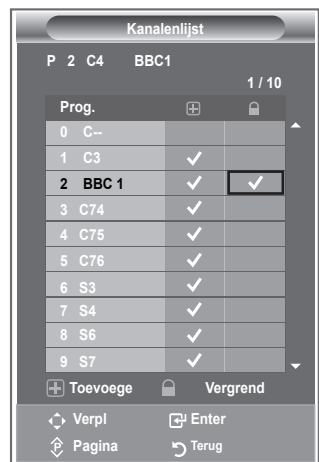 Kanalenlijst
P 2 C4 BBC1
1 / 10
Prog.
0 C--
1 C3
2 BBC 1
3 C74
4 C75
5 C76
6 S3
7 S4
8 S6
9 S7
Toevoege Vergrend
Verpl Enter
Pagina Terug